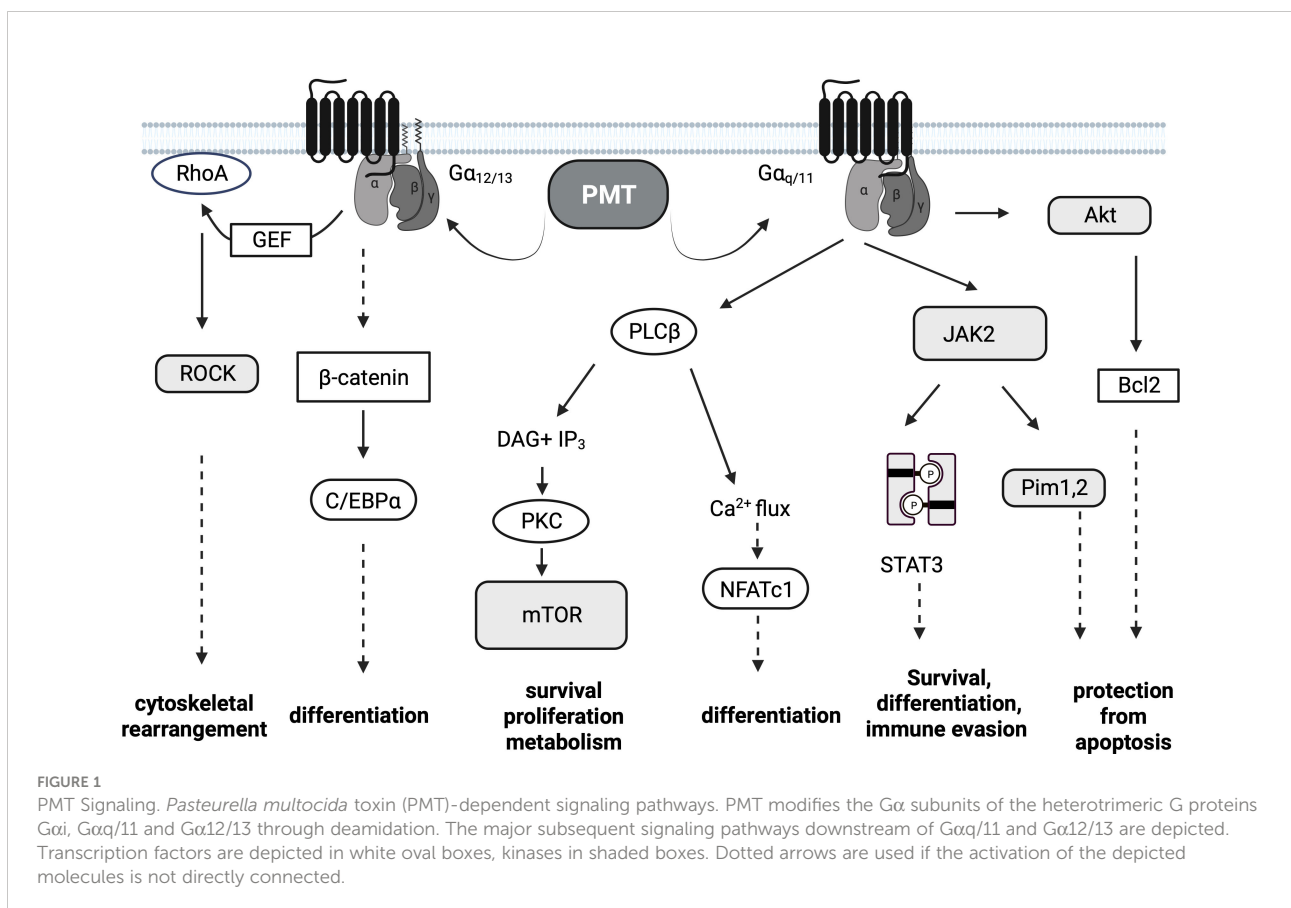 RhoA
GEF
α
β
γ
Gα12/13
PMT
Gαq/11
α
β
γ
Akt
ROCK
β-catenin
PLCβ
JAK2
Bcl2
C/EBPα
DAG+ IP3
PKC
mTOR
Ca2+ flux
NFATc1
P
P
STAT3
Pim1,2
cytoskeletal
rearrangement
differentiation
survival
proliferation
metabolism
differentiation
Survival,
differentiation,
immune evasion
protection
from
apoptosis
FIGURE 1
PMT Signaling. Pasteurella multocida toxin (PMT)-dependent signaling pathways. PMT modifies the Gα subunits of the heterotrimeric G proteins
Gαi, Gαq/11 and Gα12/13 through deamidation. The major subsequent signaling pathways downstream of Gαq/11 and Gα12/13 are depicted.
Transcription factors are depicted in white oval boxes, kinases in shaded boxes. Dotted arrows are used if the activation of the depicted
molecules is not directly connected.